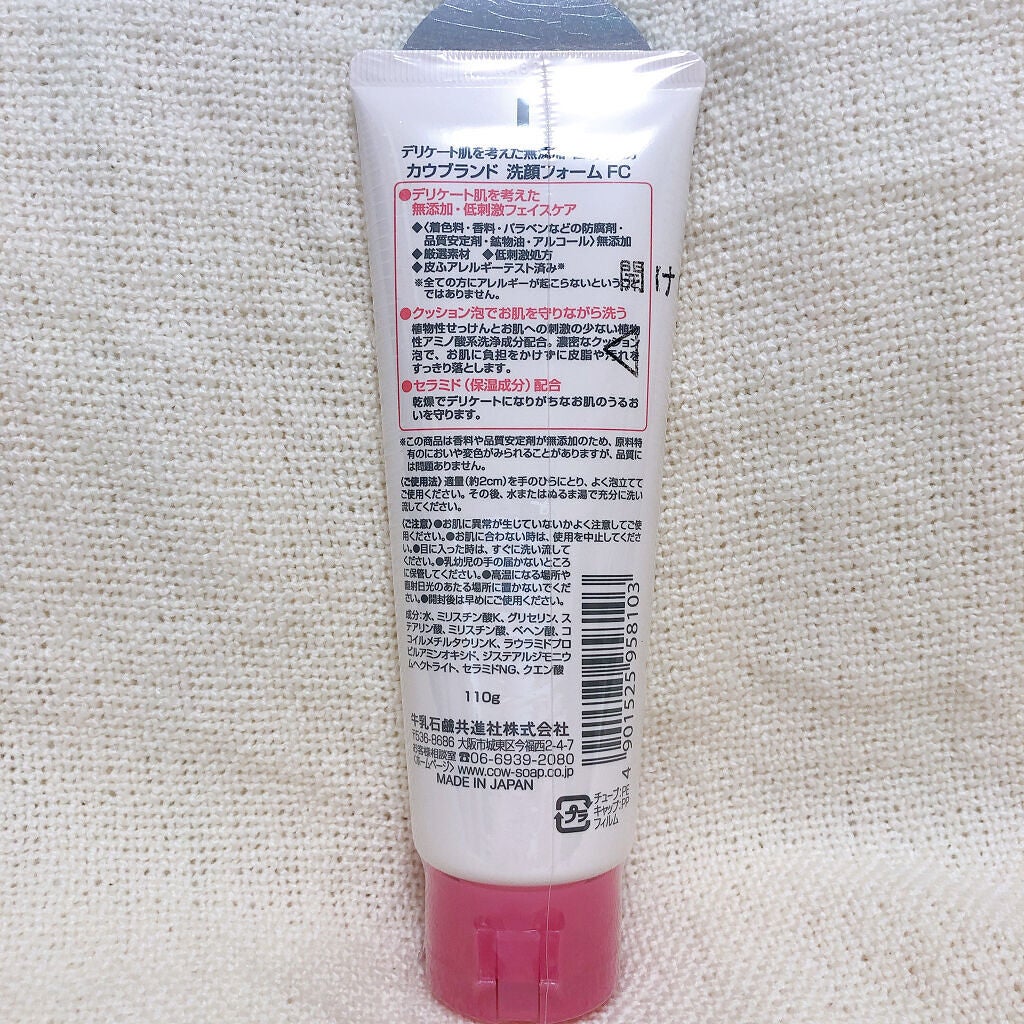 デリケート肌を考えた無添加
カウブランド 洗顔フォームFC
●デリケート肌を考えた
無添加・低刺激フェイスケア
◆〈着色料・香料・パラベンなどの防腐剤・
品質安定剤・鉱物油・アルコール〉無添加
◆厳選素材 ◆低刺激処方
◆皮ふアレルギーテスト済み※
※全ての方にアレルギーが起こらないということ
ではありません。
開け
●クッション泡でお肌を守りながら洗う
植物性せっけんとお肌への刺激の少ない植物
性アミノ酸系洗浄成分配合。濃密なクッション
泡で、お肌に負担をかけずに皮脂や汚れを
すっきり落とします。
●セラミド(保湿成分)配合
乾燥でデリケートになりがちなお肌のうるお
いを守ります。
※この商品は香料や品質安定剤が無添加のため、原料特
有のにおいや変色がみられることがありますが、品質に
は問題ありません。
〈ご使用法〉適量(約2cm)を手のひらにとり、よく泡立てて
ご使用ください。その後、水またはぬるま湯で充分に洗い
流してください。
〈ご注意〉●お肌に異常が生じていないかよく注意してご使
用ください。●お肌に合わない時は、使用を中止してくださ
い。●目に入った時は、すぐに洗い流して
ください。●乳幼児の手の届かないところ
に保管してください。●高温になる場所や
直射日光のあたる場所に置かないでくだ
さい。●開封後は早めにご使用ください。
成分:水、ミリスチン酸K、グリセリン、ス
テアリン酸、ミリスチン酸、ベヘン酸、コ
コイルメチルタウリンK、ラウラミドプロ
ピルアミンオキシド、ジステアルジモニウ
ムヘクトライト、セラミドNG、クエン酸
110g
牛乳石鹸共進社株式会社
〒536-8686 大阪市城東区今福西2-4-7
お客様相談室 ☎06-6939-2080
〈ホームページ〉 www.cow-soap.co.jp
MADE IN JAPAN
4 901525 958103
プラ
チューブ:PE
キャップ:PP
フィルム